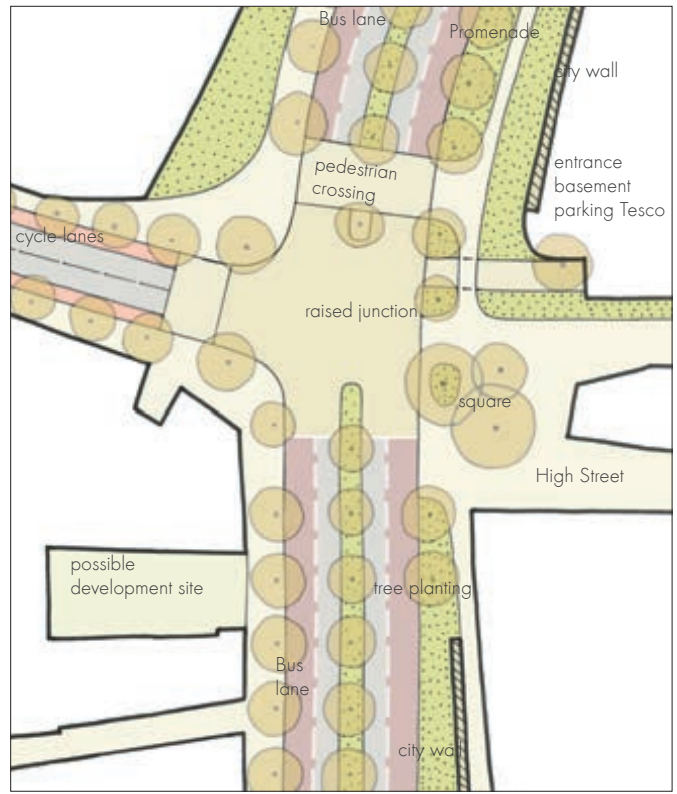 Bus lane
Promenade
city wall
entrance
basement
parking Tesco
pedestrian
crossing
cycle lanes
raised junction
square
High Street
possible
development site
tree planting
Bus
lane
city wall